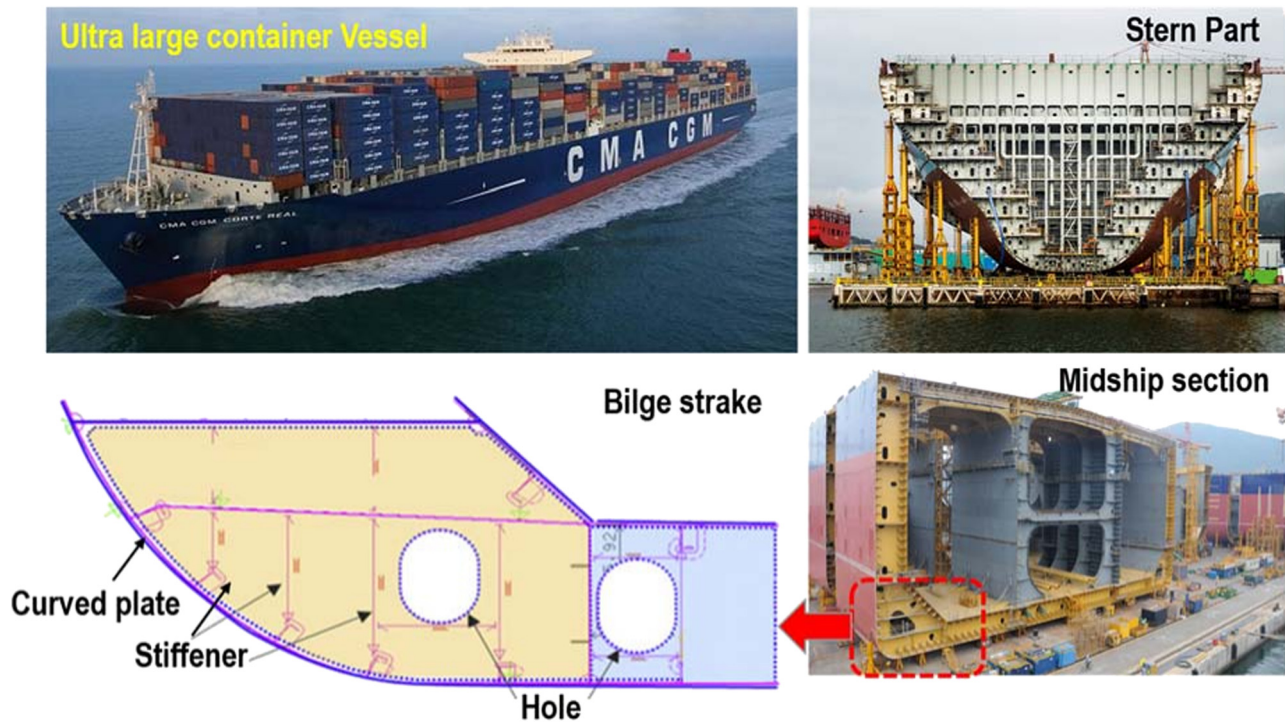 Ultra large container Vessel
CMA CGM
CMA CGM CORTE REAL
Stern Part
Bilge strake
Midship section
92
Curved plate
Stiffener
Hole